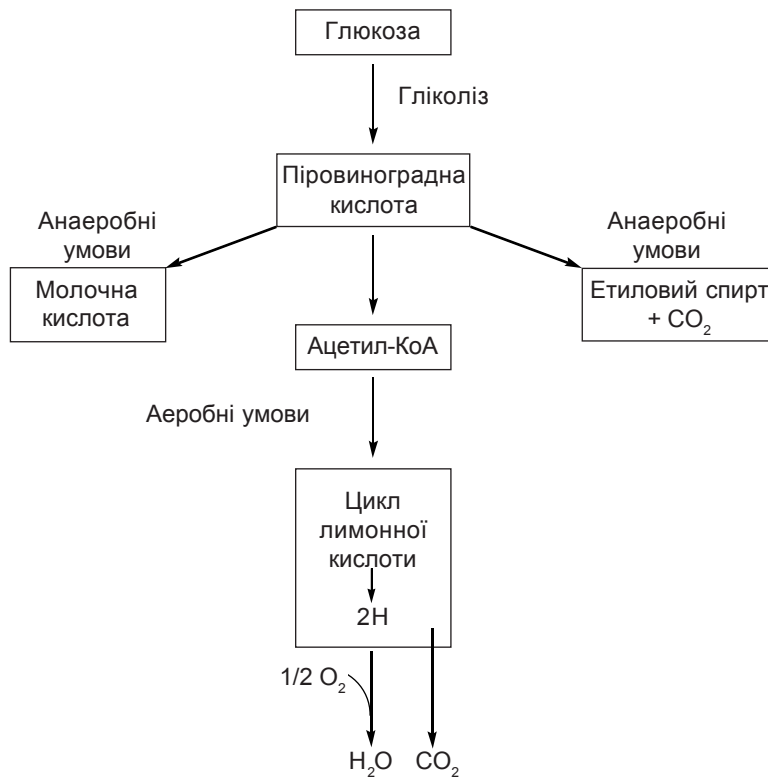 Глюкоза
Гліколіз
Піровиноградна
кислота
Анаеробні
умови
Анаеробні
умови
Молочна
кислота
Етиловий спирт
+ CO₂
Ацетил-КоА
Аеробні умови
Цикл
лимонної
кислоти
2H
1/2 O₂
H₂O CO₂